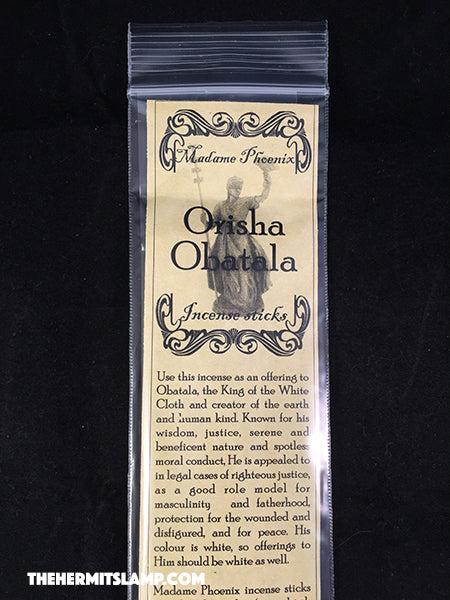 Madame Phoenix
Orisha
Obatala
Incense sticks
Use this incense as an offering to
Obatala, the King of the White
Cloth and creator of the earth
and human kind. Known for his
wisdom, justice, serene and
beneficent nature and spotless
moral conduct, He is appealed to
in legal cases of righteous justice,
as a good role model for
masculinity and fatherhood,
protection for the wounded and
disfigured, and for peace. His
colour is white, so offerings to
Him should be white as well.
Madame Phoenix incense sticks
THEHERMITSLAMP.COM